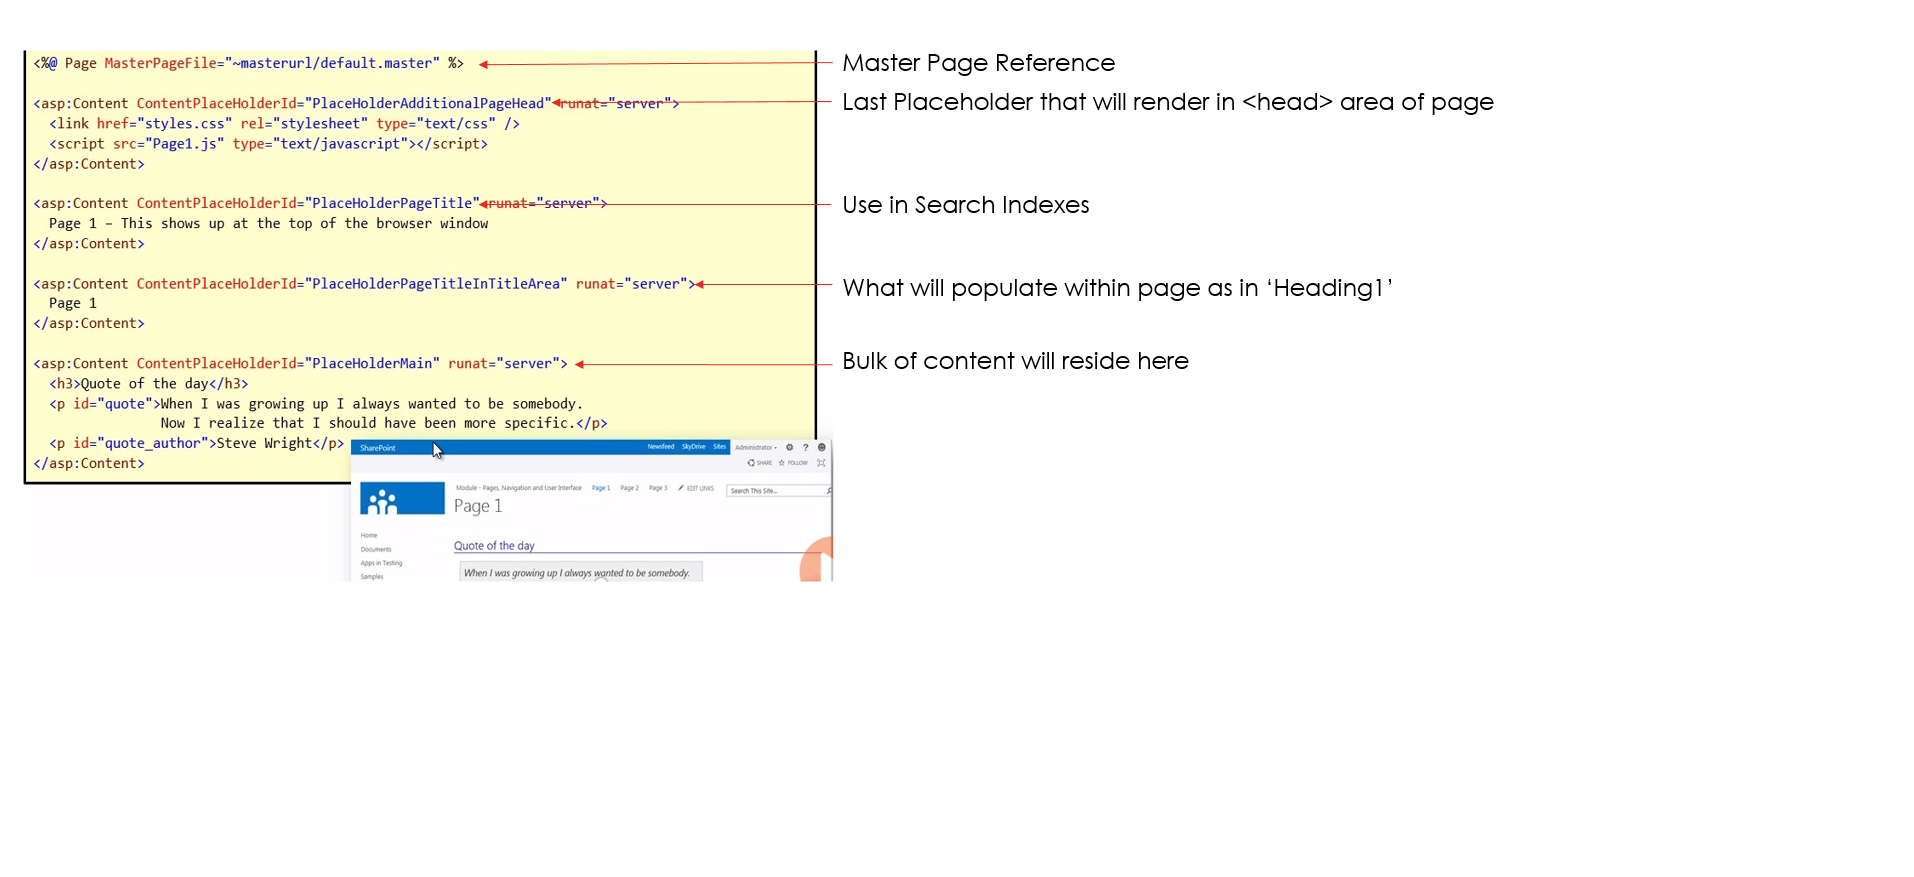 <%@ Page MasterPageFile="~masterurl/default.master" %>
Master Page Reference
<asp:Content ContentPlaceHolderId="PlaceHolderAdditionalPageHead" runat="server">
Last Placeholder that will render in <head> area of page
<link href="styles.css" rel="stylesheet" type="text/css" />
<script src="Page1.js" type="text/javascript"></script>
</asp:Content>
<asp:Content ContentPlaceHolderId="PlaceHolderPageTitle" runat="server">
Use in Search Indexes
Page 1 – This shows up at the top of the browser window
</asp:Content>
<asp:Content ContentPlaceHolderId="PlaceHolderPageTitleInTitleArea" runat="server">
What will populate within page as in ‘Heading1’
Page 1
</asp:Content>
<asp:Content ContentPlaceHolderId="PlaceHolderMain" runat="server">
Bulk of content will reside here
<h3>Quote of the day</h3>
<p id="quote">When I was growing up I always wanted to be somebody.
Now I realize that I should have been more specific.</p>
<p id="quote_author">Steve Wright</p>
</asp:Content>
SharePoint
Newsfeed SkyDrive Sites Administrator ?
SHARE FOLLOW
Module - Pages, Navigation and User Interface Page 1 Page 2 Page 3 EDIT LINKS
Search This Site...
Page 1
Home
Documents
Apps in Testing
Samples
Quote of the day
When I was growing up I always wanted to be somebody.